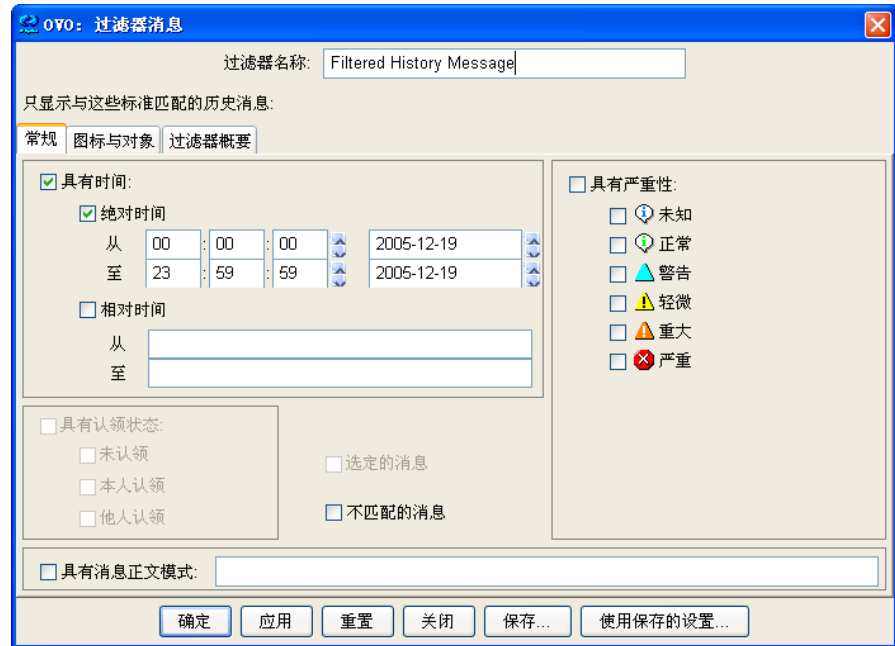 OVO：过滤器消息
过滤器名称: Filtered History Message
只显示与这些标准匹配的历史消息:
常规 图标与对象 过滤器概要
具有时间:
绝对时间
从 00 : 00 : 00 2005-12-19
至 23 : 59 : 59 2005-12-19
相对时间
从
至
具有严重性:
未知
正常
警告
轻微
重大
严重
具有认领状态:
未认领
本人认领
他人认领
选定的消息
不匹配的消息
具有消息正文模式:
确定 应用 重置 关闭 保存... 使用保存的设置...